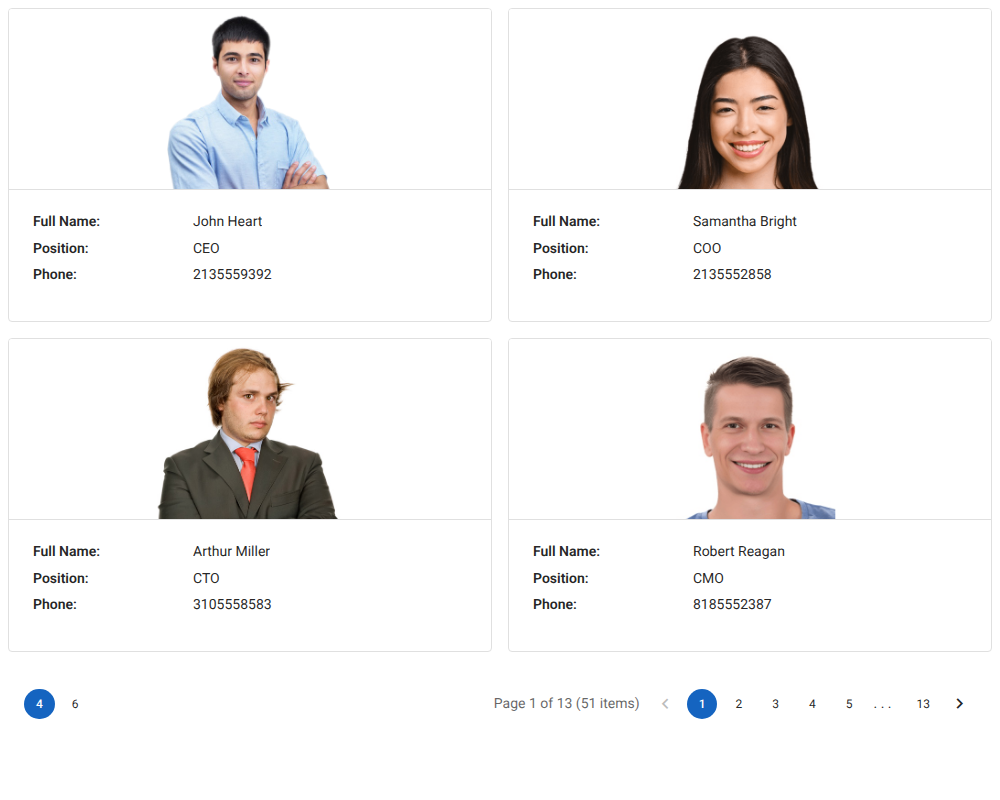 Full Name: John Heart
Position: CEO
Phone: 2135559392
Full Name: Samantha Bright
Position: COO
Phone: 2135552858
Full Name: Arthur Miller
Position: CTO
Phone: 3105558583
Full Name: Robert Reagan
Position: CMO
Phone: 8185552387
4 6 Page 1 of 13 (51 items) 1 2 3 4 5 . . . 13